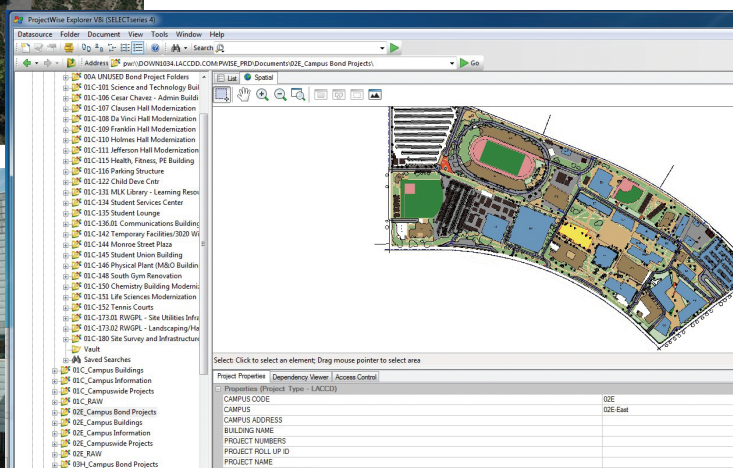 ProjectWise Explorer V8i (SELECTseries 4)
Datasource Folder Document View Tools Window Help
Search
Address pw:\\DOWN1034.LACCD.COM:PWISE_PRD\Documents\02E_Campus Bond Projects\ Go
00A UNUSED Bond Project Folders
01C-101 Science and Technology Buil
01C-106 Cesar Chavez - Admin Buildi
01C-107 Clausen Hall Modernization
01C-108 Da Vinci Hall Modernization
01C-109 Franklin Hall Modernization
01C-110 Holmes Hall Modernization
01C-111 Jefferson Hall Modernization
01C-115 Health, Fitness, PE Building
01C-116 Parking Structure
01C-122 Child Deve Cntr
01C-131 MLK Library - Learning Resou
01C-134 Student Services Center
01C-135 Student Lounge
01C-136.01 Communications Building
01C-142 Temporary Facilities/3020 Wi
01C-144 Monroe Street Plaza
01C-145 Student Union Building
01C-146 Physical Plant (M&O Buildin
01C-148 South Gym Renovation
01C-150 Chemistry Building Moderniz
01C-151 Life Sciences Modernization
01C-152 Tennis Courts
01C-173.01 RWGPL - Site Utilities Infra
01C-173.02 RWGPL - Landscaping/Ha
01C-180 Site Survey and Infrastructure
Vault
Saved Searches
01C_Campus Buildings
01C_Campus Information
01C_Campuswide Projects
01C_RAW
02E_Campus Bond Projects
02E_Campus Buildings
02E_Campus Information
02E_Campuswide Projects
02E_RAW
03H_Campus Bond Projects
List Spatial
Select: Click to select an element; Drag mouse pointer to select area
Project Properties Dependency Viewer Access Control
Properties (Project Type - LACCD)
CAMPUS CODE 02E
CAMPUS 02E-East
CAMPUS ADDRESS
BUILDING NAME
PROJECT NUMBERS
PROJECT ROLL UP ID
PROJECT NAME